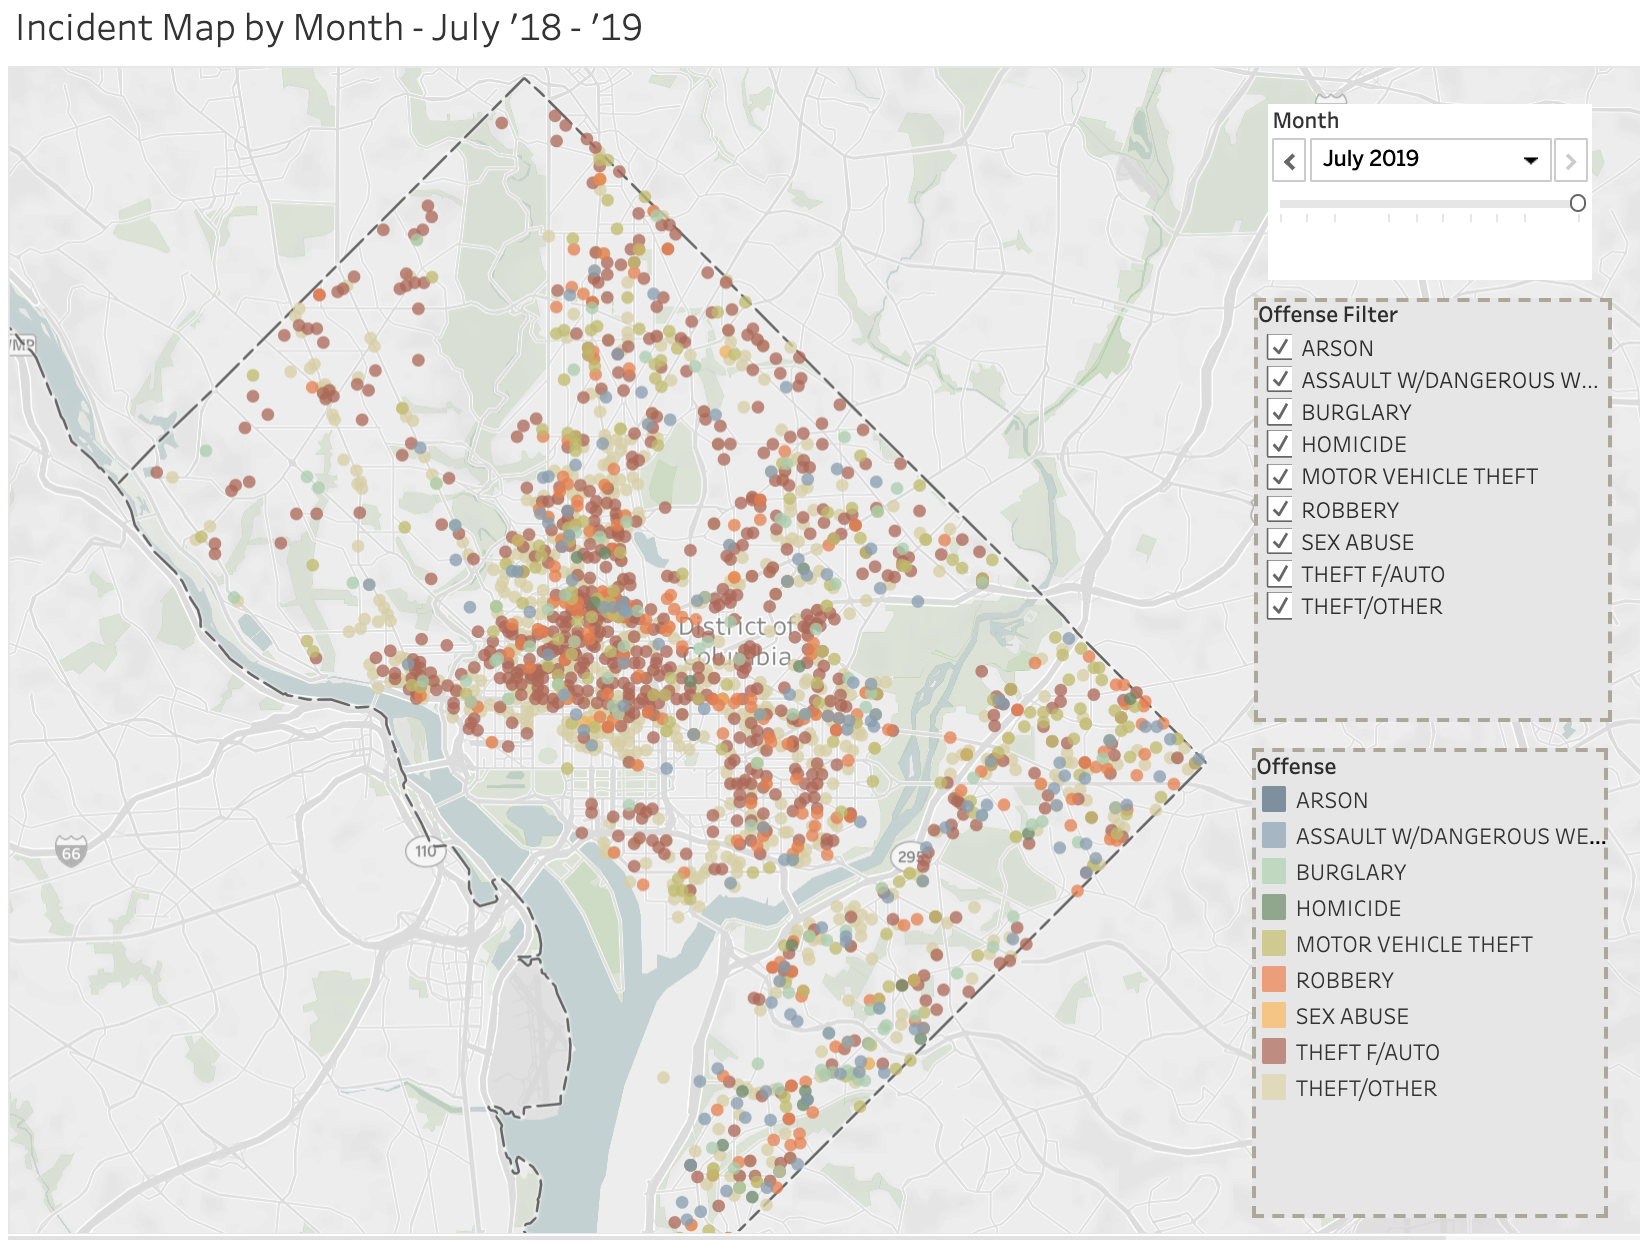 Incident Map by Month - July ’18 - ’19
Month
July 2019
Offense Filter
ARSON
ASSAULT W/DANGEROUS W...
BURGLARY
HOMICIDE
MOTOR VEHICLE THEFT
ROBBERY
SEX ABUSE
THEFT F/AUTO
THEFT/OTHER
District of
Columbia
66
110
295
Offense
ARSON
ASSAULT W/DANGEROUS WE...
BURGLARY
HOMICIDE
MOTOR VEHICLE THEFT
ROBBERY
SEX ABUSE
THEFT F/AUTO
THEFT/OTHER